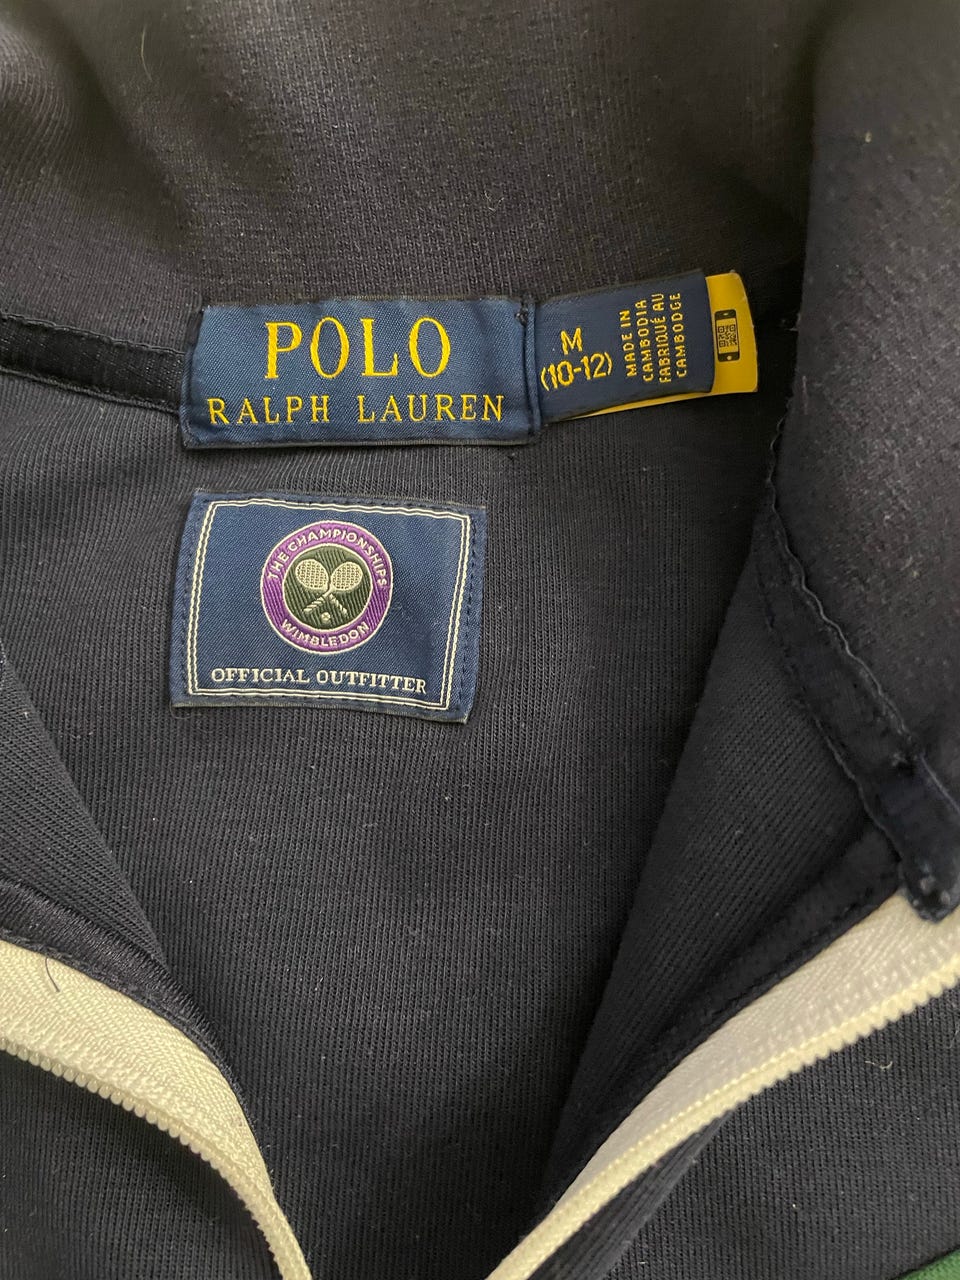 POLO
RALPH LAUREN
M
(10-12)
MADE IN
CAMBODIA
FABRIQUÉ AU
CAMBODGE
THE CHAMPIONSHIPS
WIMBLEDON
OFFICIAL OUTFITTER